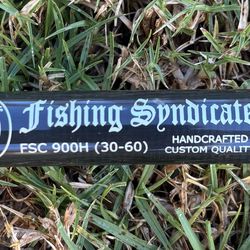 Fishing Syndicate
FSC 900H (30-60)
HANDCRAFTED
CUSTOM QUALITY